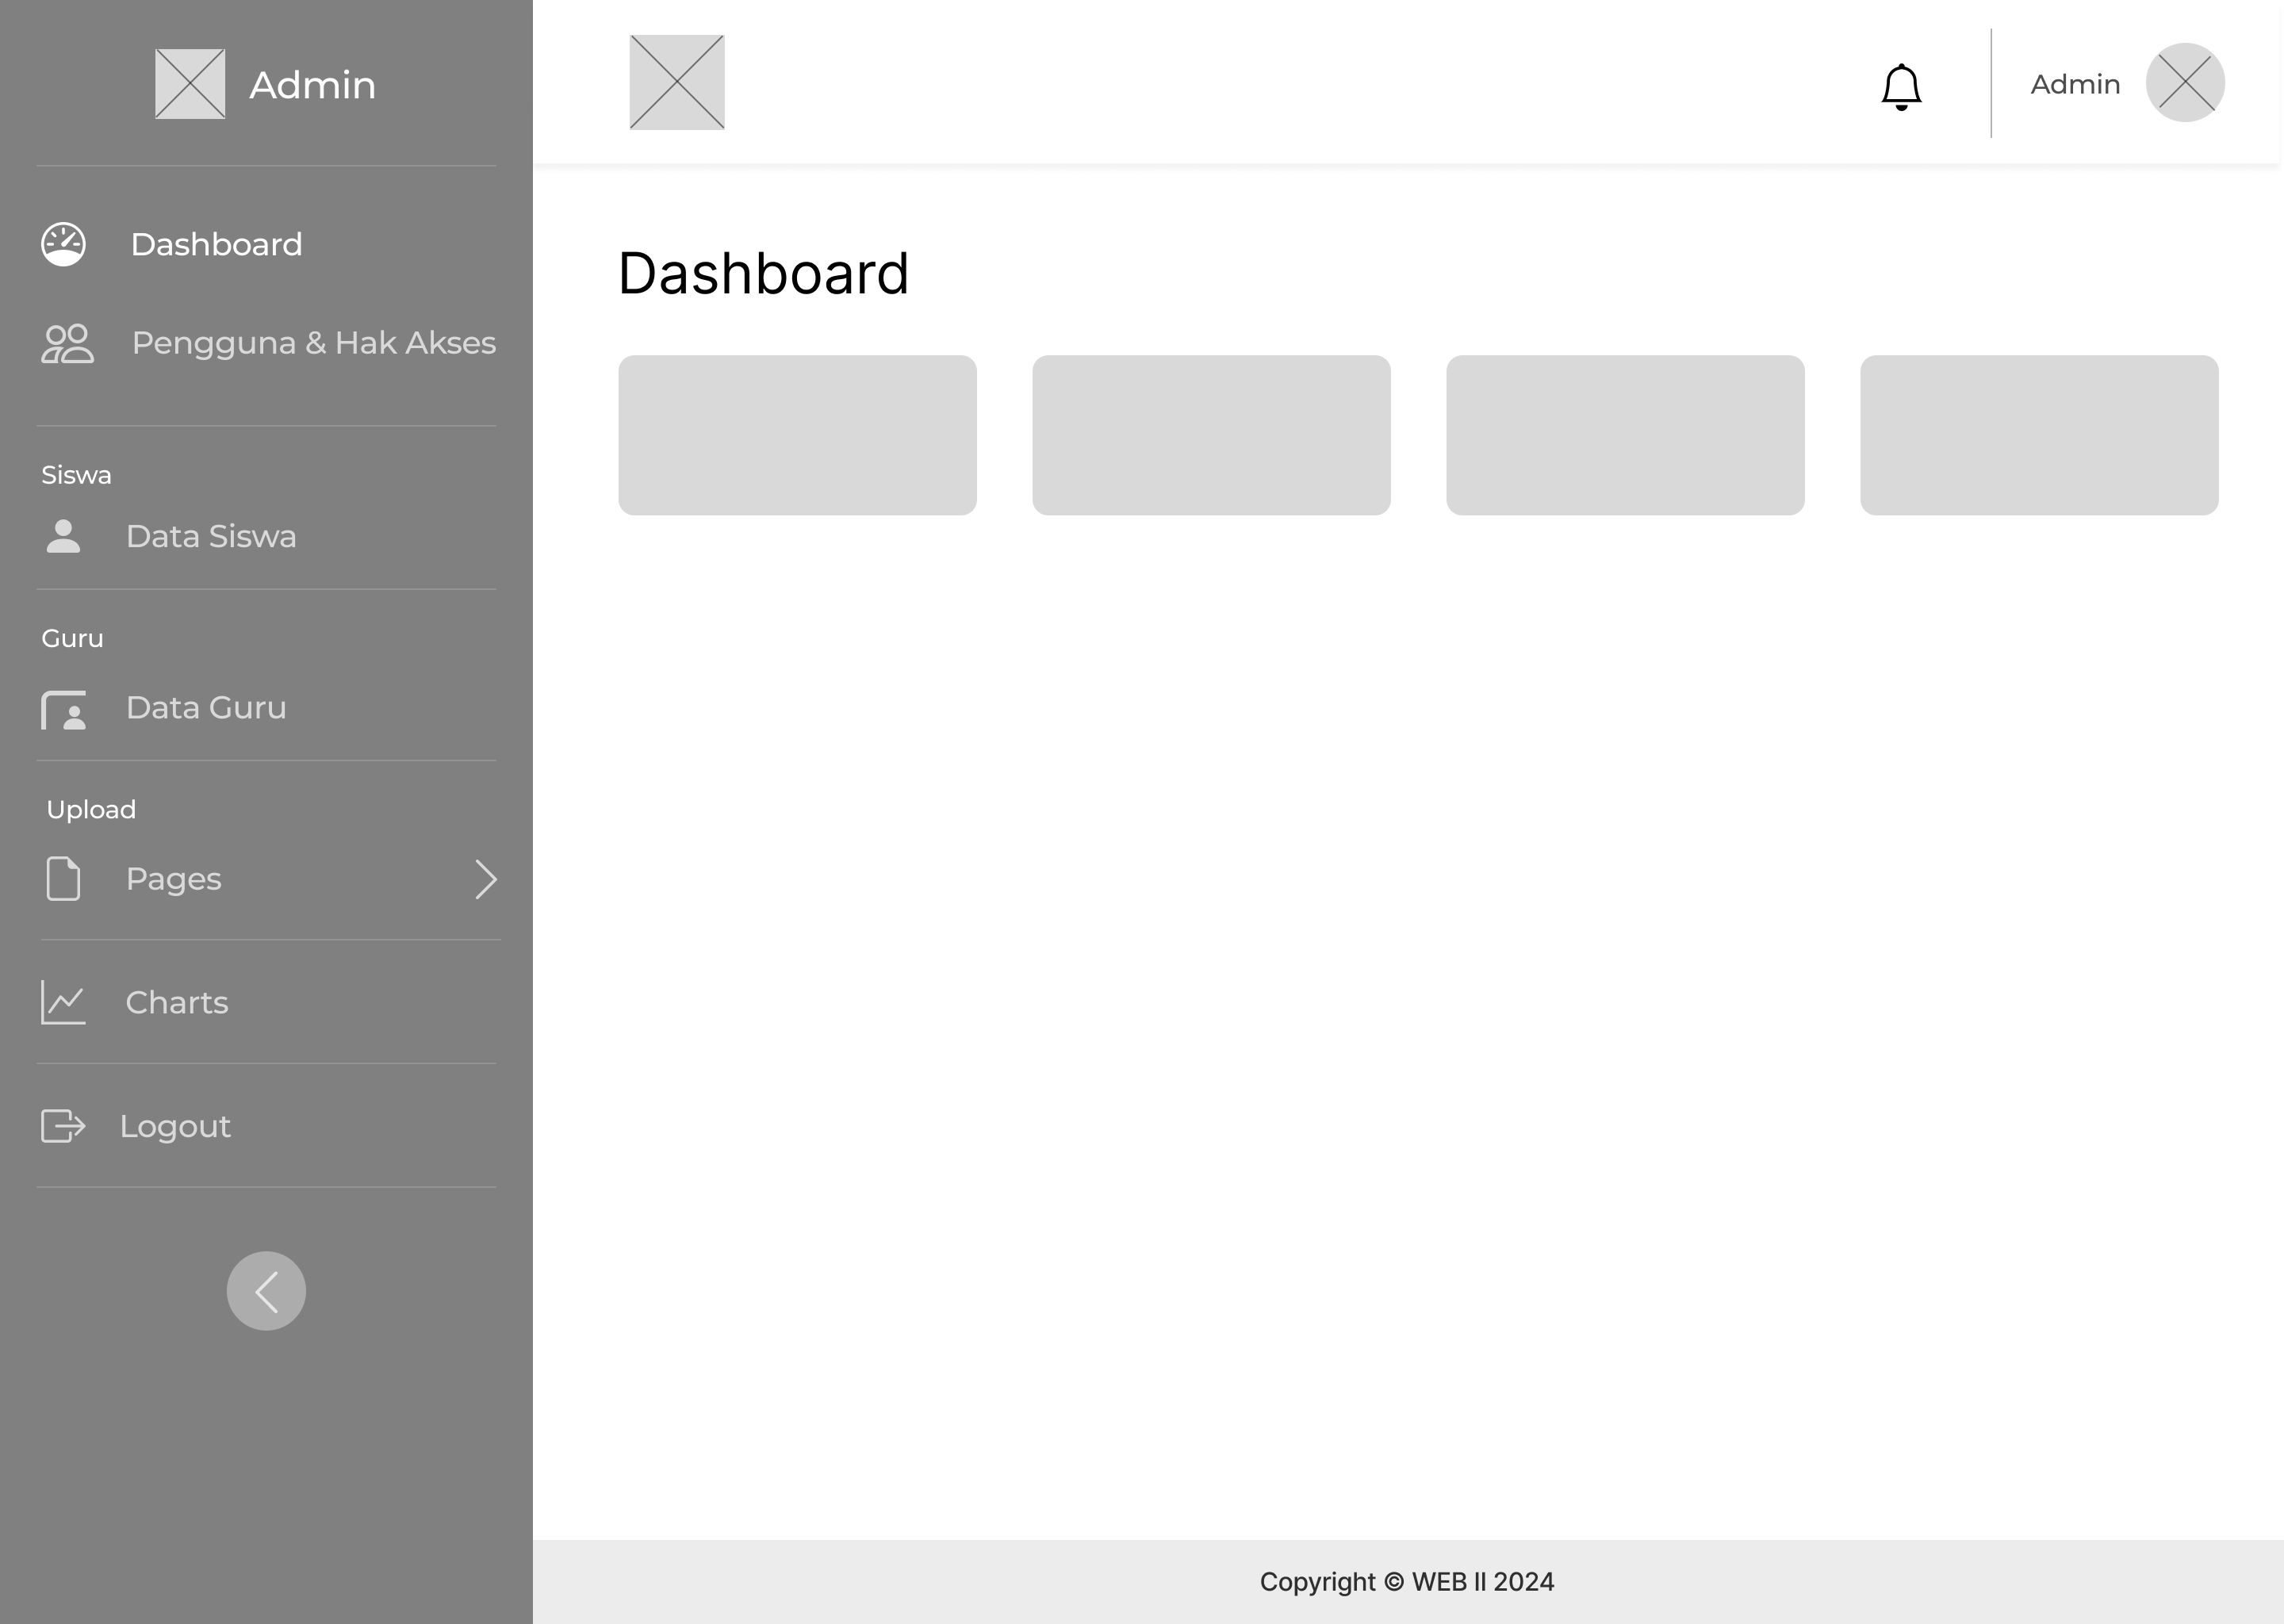 Admin
Dashboard
Pengguna & Hak Akses
Siswa
Data Siswa
Guru
Data Guru
Upload
Pages
Charts
Logout
Admin
Dashboard
Copyright © WEB II 2024